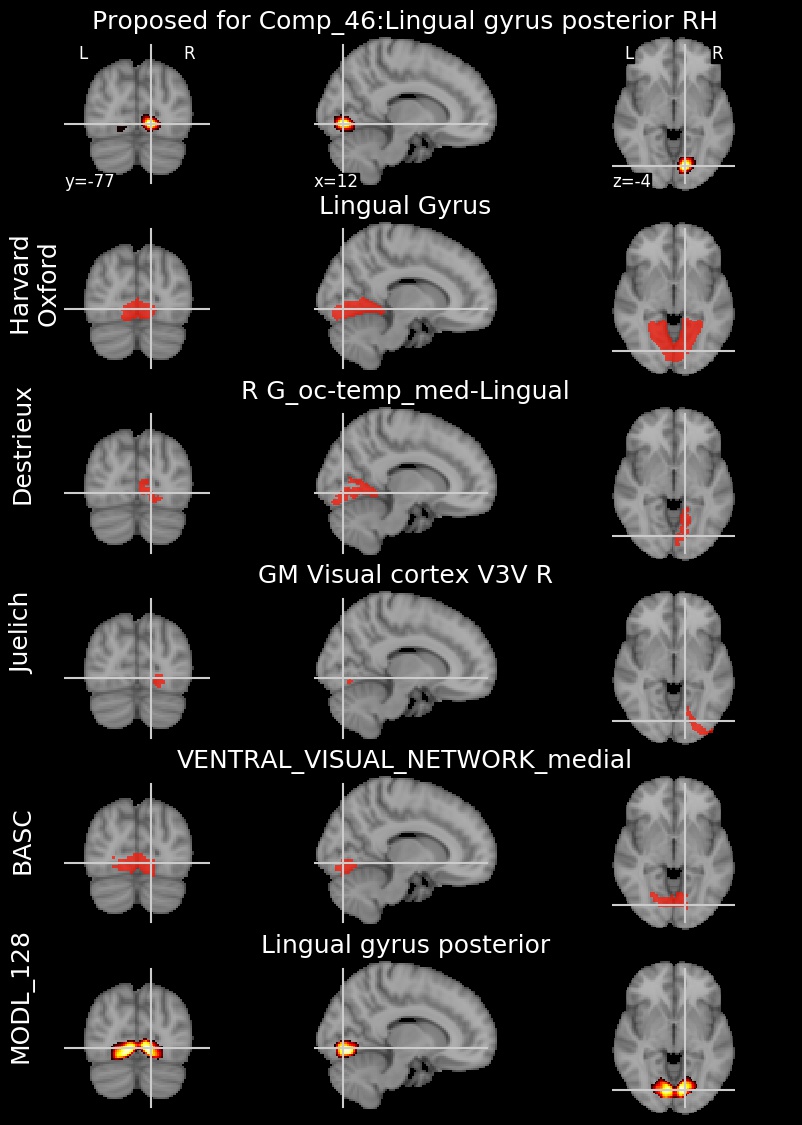 Proposed for Comp_46:Lingual gyrus posterior RH
L R L R
y=-77 x=12 z=-4
Lingual Gyrus
Harvard
Oxford
R G_oc-temp_med-Lingual
Destrieux
GM Visual cortex V3V R
Juelich
VENTRAL_VISUAL_NETWORK_medial
BASC
Lingual gyrus posterior
MODL_128